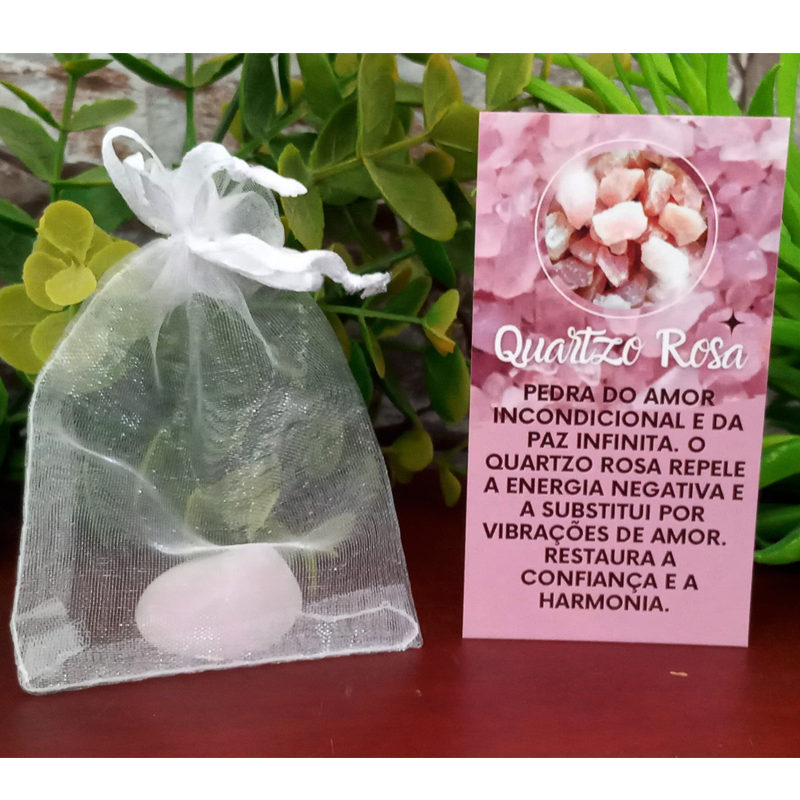 Quartzo Rosa
PEDRA DO AMOR
INCONDICIONAL E DA
PAZ INFINITA. O
QUARTZO ROSA REPELE
A ENERGIA NEGATIVA E
A SUBSTITUI POR
VIBRAÇÕES DE AMOR.
RESTAURA A
CONFIANÇA E A
HARMONIA.